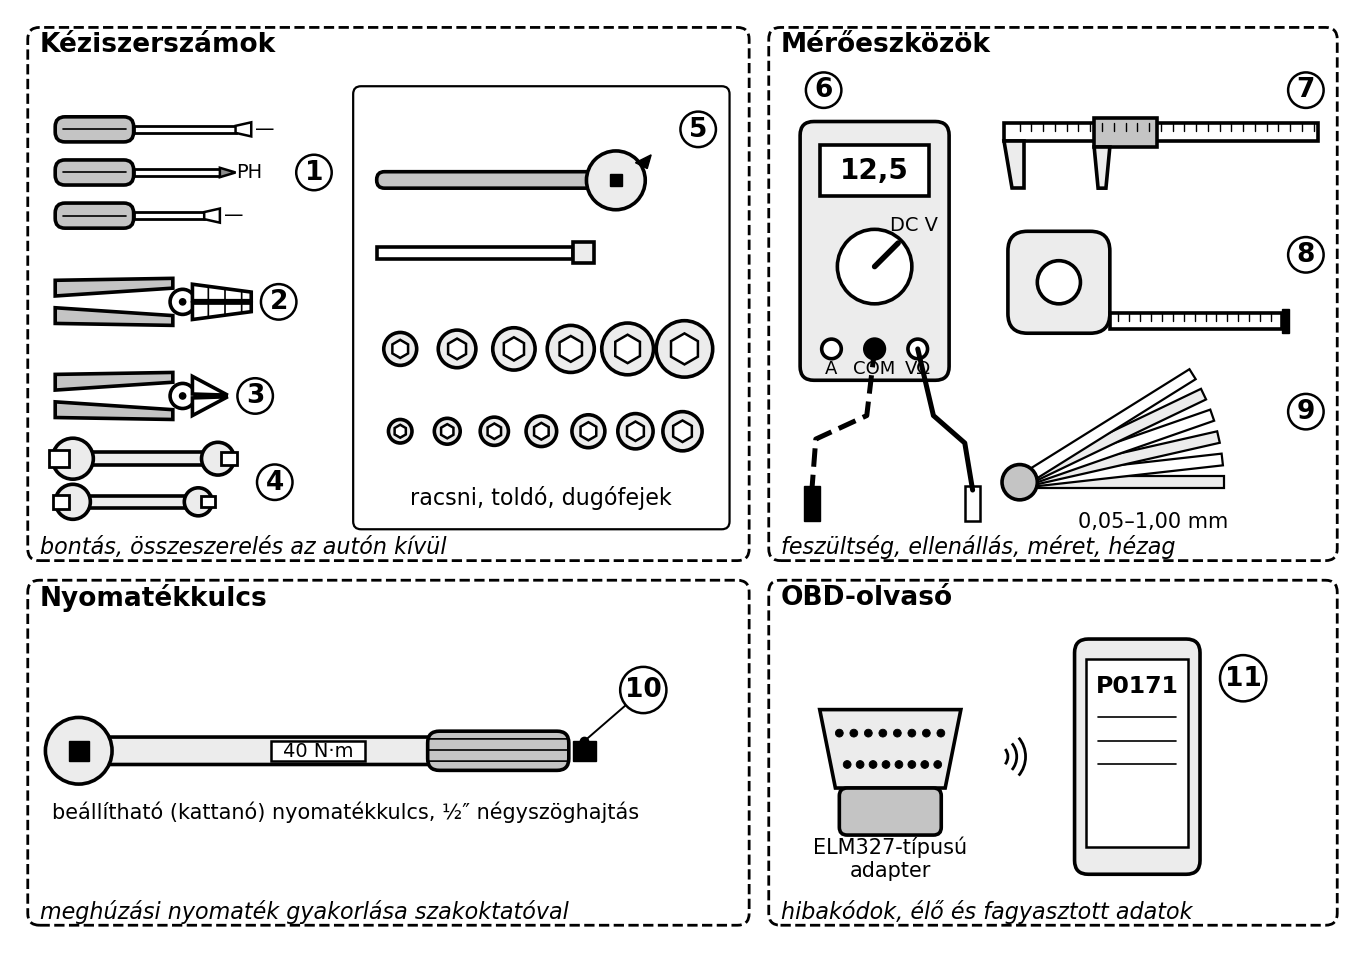 Kéziszerszámok
1
PH
2
3
4
5
racsni, toldó, dugófejek
bontás, összeszerelés az autón kívül
Mérőeszközök
6
12,5
DC V
A COM VΩ
7
8
9
0,05–1,00 mm
feszültség, ellenállás, méret, hézag
Nyomatékkulcs
10
40 N·m
beállítható (kattanó) nyomatékkulcs, ½″ négyszöghajtás
meghúzási nyomaték gyakorlása szakoktatóval
OBD-olvasó
11
P0171
ELM327-típusú
adapter
hibakódok, élő és fagyasztott adatok